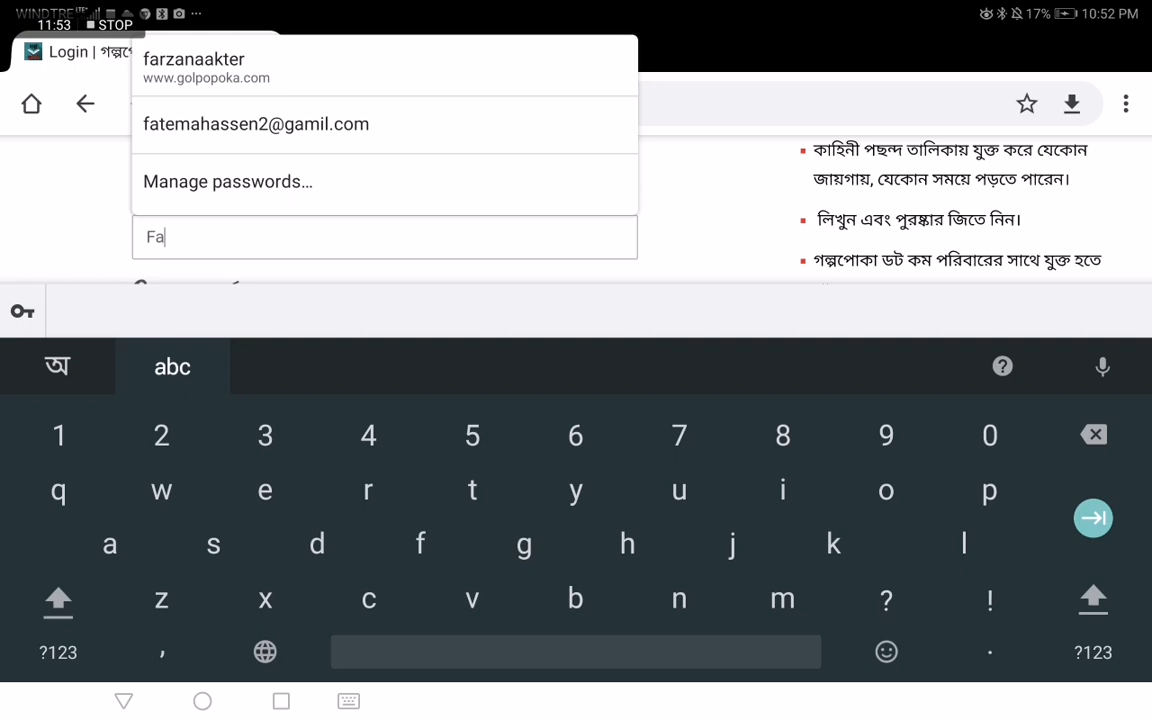 WINDTRE
11:53 STOP
17% 10:52 PM
Login | গল্পপো
farzanaakter
www.golpopoka.com
fatemahassen2@gamil.com
Manage passwords...
Fa
কাহিনী পছন্দ তালিকায় যুক্ত করে যেকোন
জায়গায়, যেকোন সময়ে পড়তে পারেন।
লিখুন এবং পুরষ্কার জিতে নিন।
গল্পপোকা ডট কম পরিবারের সাথে যুক্ত হতে
অ abc
1 2 3 4 5 6 7 8 9 0
q w e r t y u i o p
a s d f g h j k l
z x c v b n m ? !
?123 , . ?123